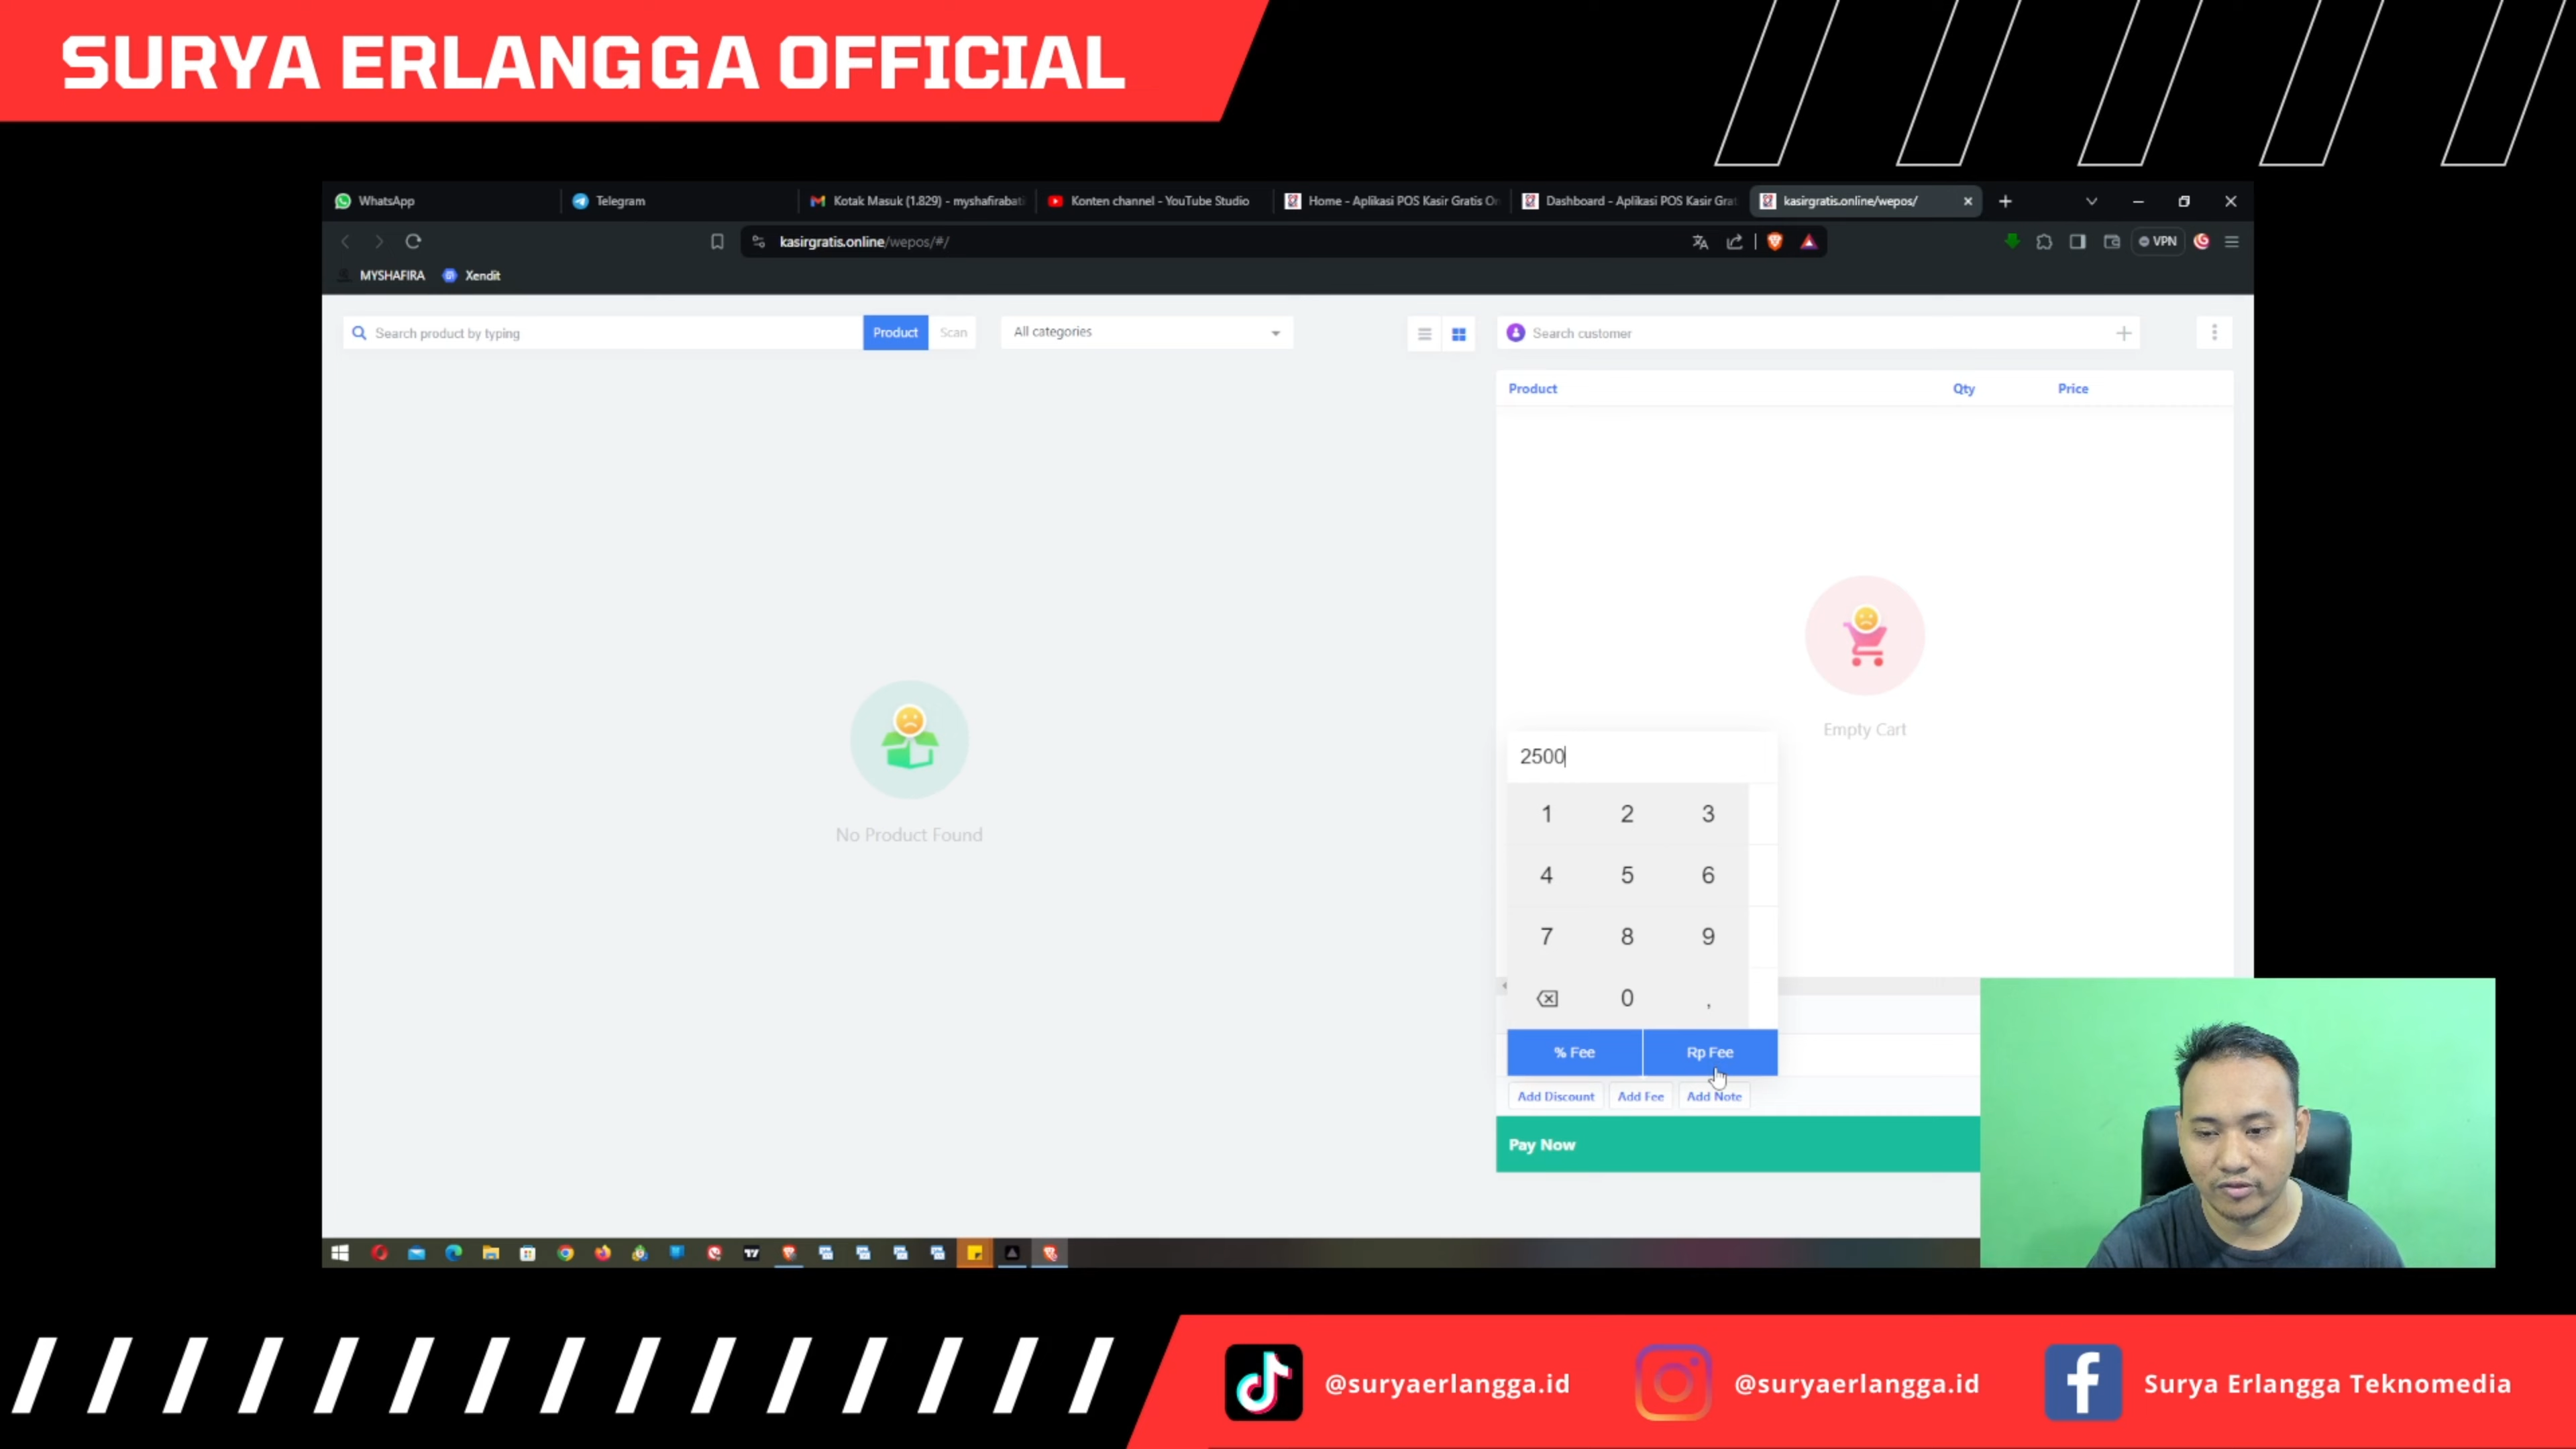 SURYA ERLANGGA OFFICIAL
WhatsApp
Telegram
Kotak Masuk (1.829) - myshafirabati
Konten channel - YouTube Studio
Home - Aplikasi POS Kasir Gratis On
Dashboard - Aplikasi POS Kasir Grat
kasirgratis.online/wepos/
kasirgratis.online/wepos/#/
VPN
MYSHAFIRA
Xendit
Search product by typing
Product
Scan
All categories
Search customer
Product Qty Price
Empty Cart
No Product Found
2500
1 2 3
4 5 6
7 8 9
0 ,
% Fee
Rp Fee
Add Discount
Add Fee
Add Note
Pay Now
@suryaerlangga.id
@suryaerlangga.id
Surya Erlangga Teknomedia